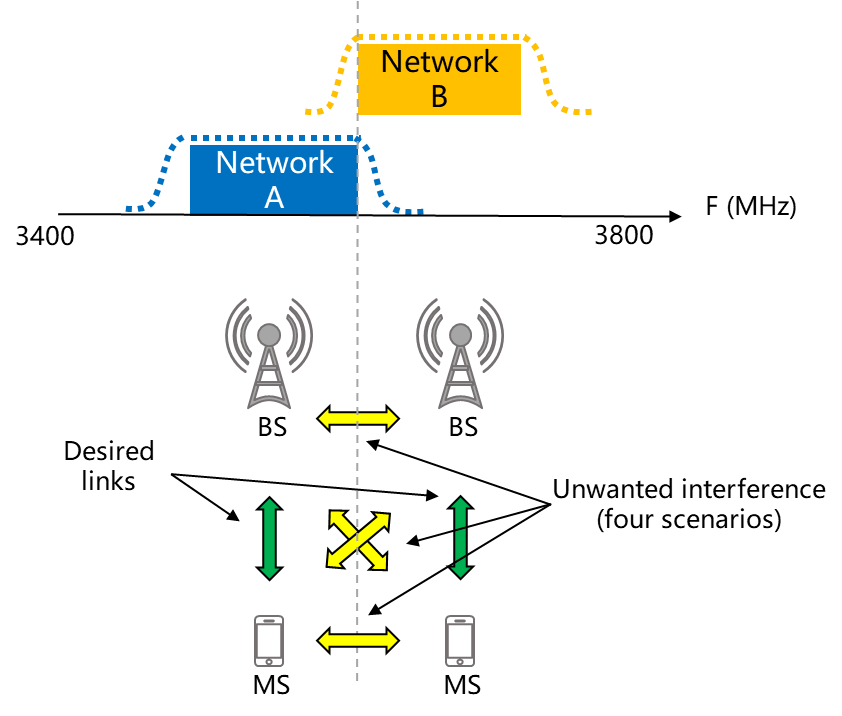 Network
B
Network
A
F (MHz)
3400
3800
BS
BS
Desired
links
Unwanted interference
(four scenarios)
MS
MS